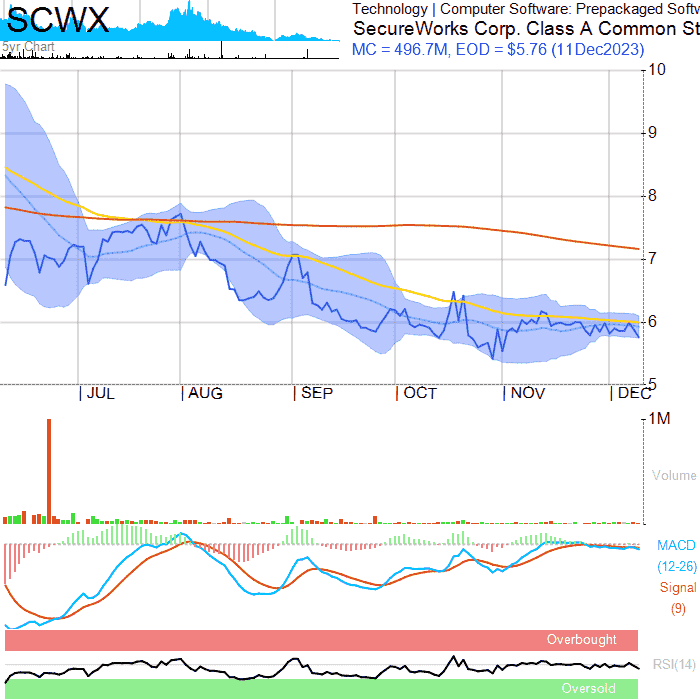 SCWX
5yr Chart
Technology | Computer Software: Prepackaged Softw
SecureWorks Corp. Class A Common St
MC = 496.7M, EOD = $5.76 (11Dec2023)
10
9
8
7
6
5
JUL AUG SEP OCT NOV DEC
1M
Volume
MACD
(12-26)
Signal
(9)
Overbought
RSI(14)
Oversold